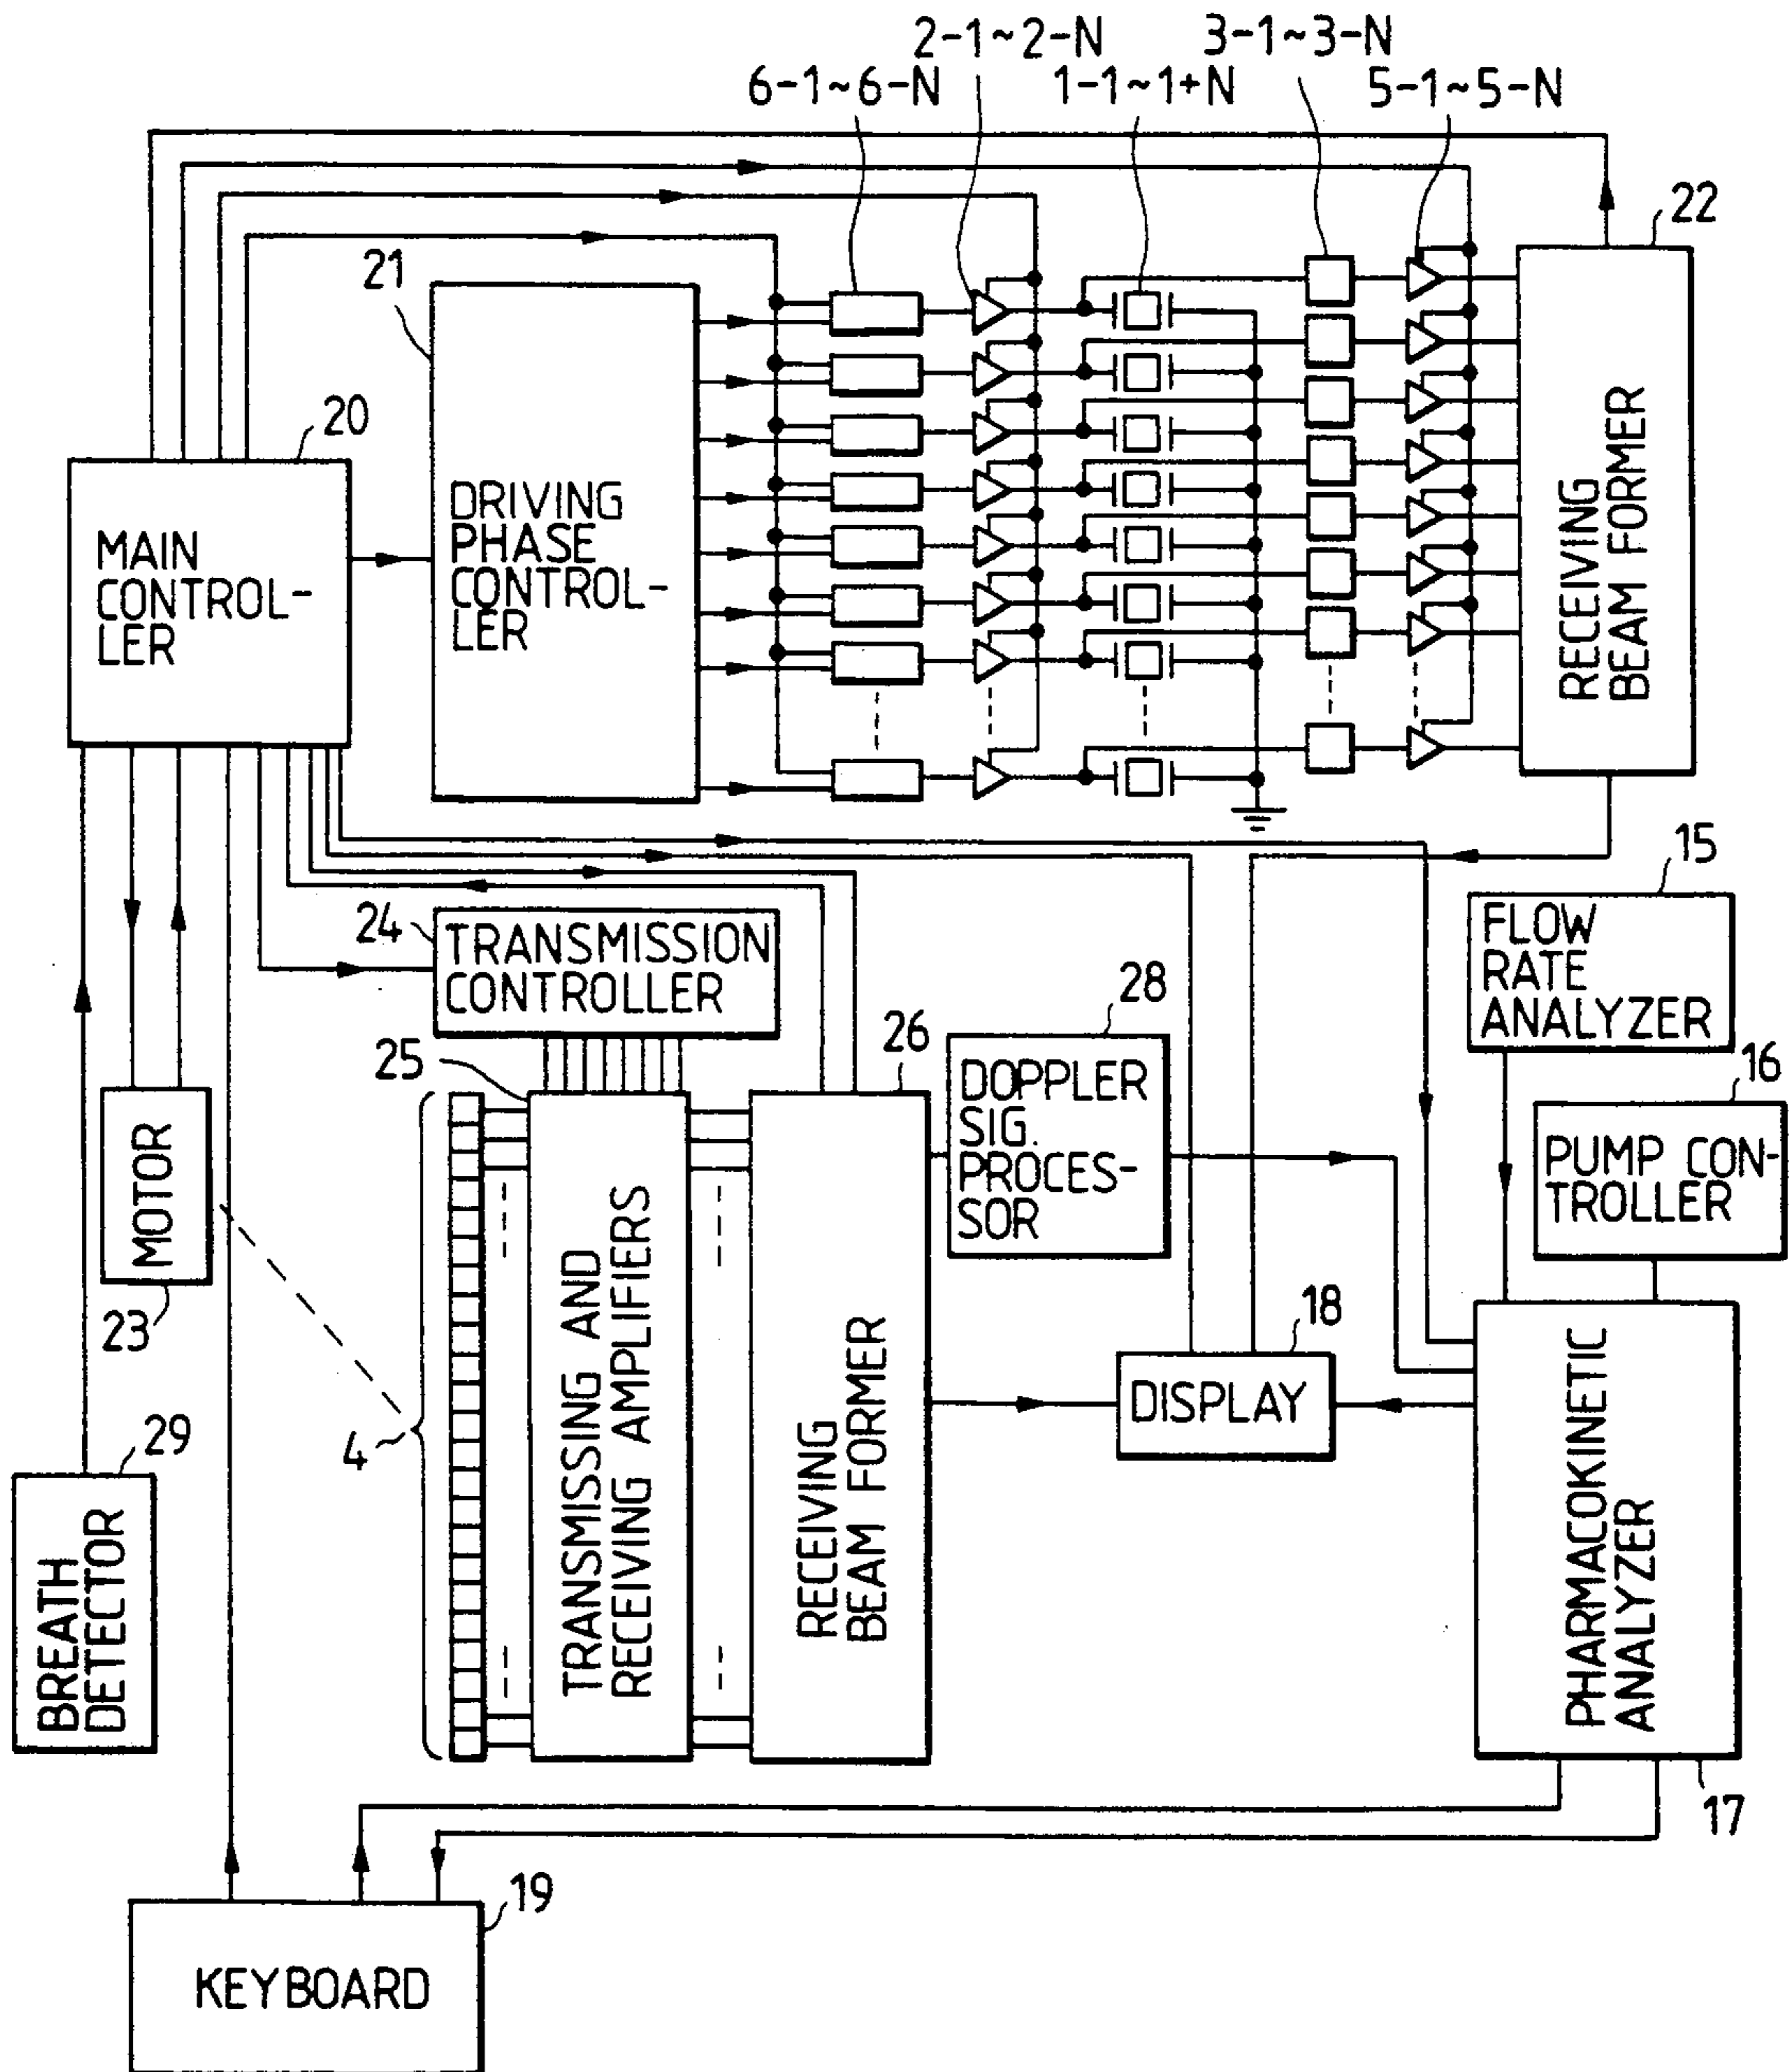 2-1~2-N
3-1~3-N
6-1~6-N
1-1~1+N
5-1~5-N
22
21
20
MAIN
CONTROL-
LER
DRIVING
PHASE
CONTROL-
LER
RECEIVING
BEAM FORMER
15
FLOW
RATE
ANALYZER
24
TRANSMISSION
CONTROLLER
28
DOPPLER
SIG.
PROCES-
SOR
25
26
16
PUMP CON-
TROLLER
MOTOR
23
TRANSMITTING AND
RECEIVING AMPLIFIERS
RECEIVING
BEAM FORMER
18
DISPLAY
4
29
BREATH
DETECTOR
PHARMACOKINETIC
ANALYZER
17
19
KEYBOARD